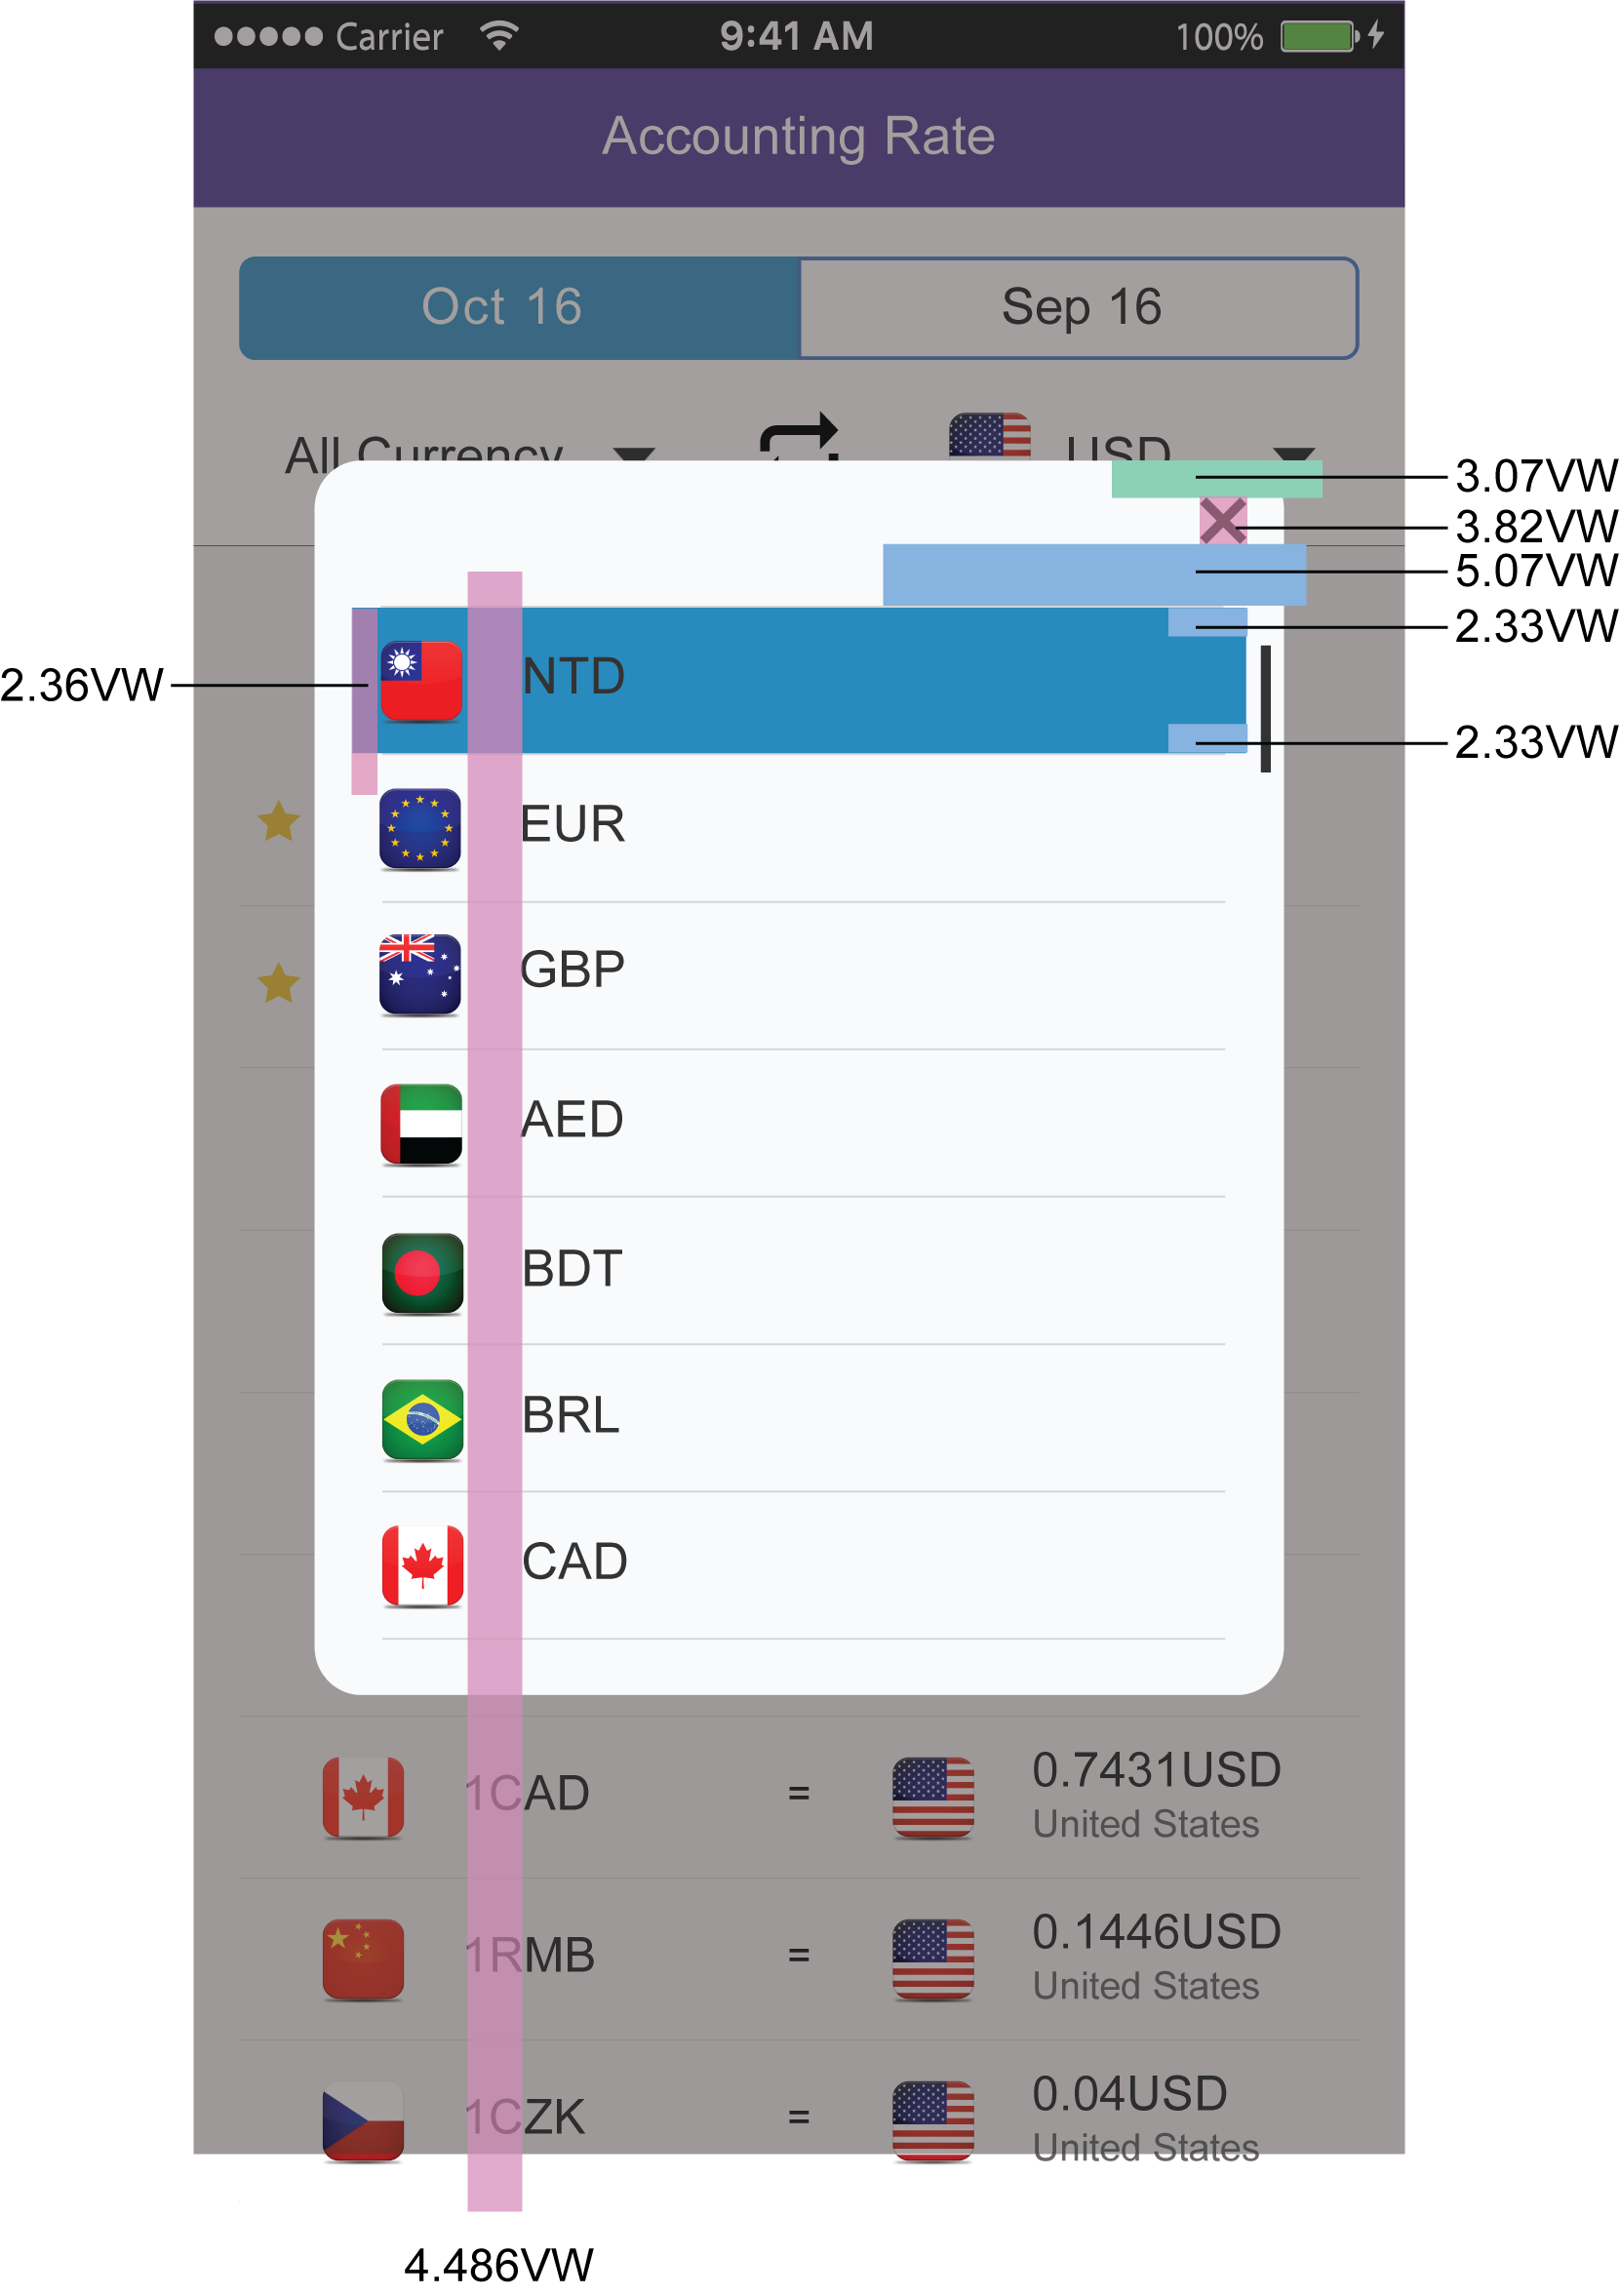 Carrier 9:41 AM 100%
Accounting Rate
Oct 16 Sep 16
All Currency USD
3.07VW
3.82VW
5.07VW
2.33VW
2.36VW NTD
2.33VW
EUR
GBP
AED
BDT
BRL
CAD
1CAD = 0.7431USD
United States
1RMB = 0.1446USD
United States
1CZK = 0.04USD
United States
4.486VW